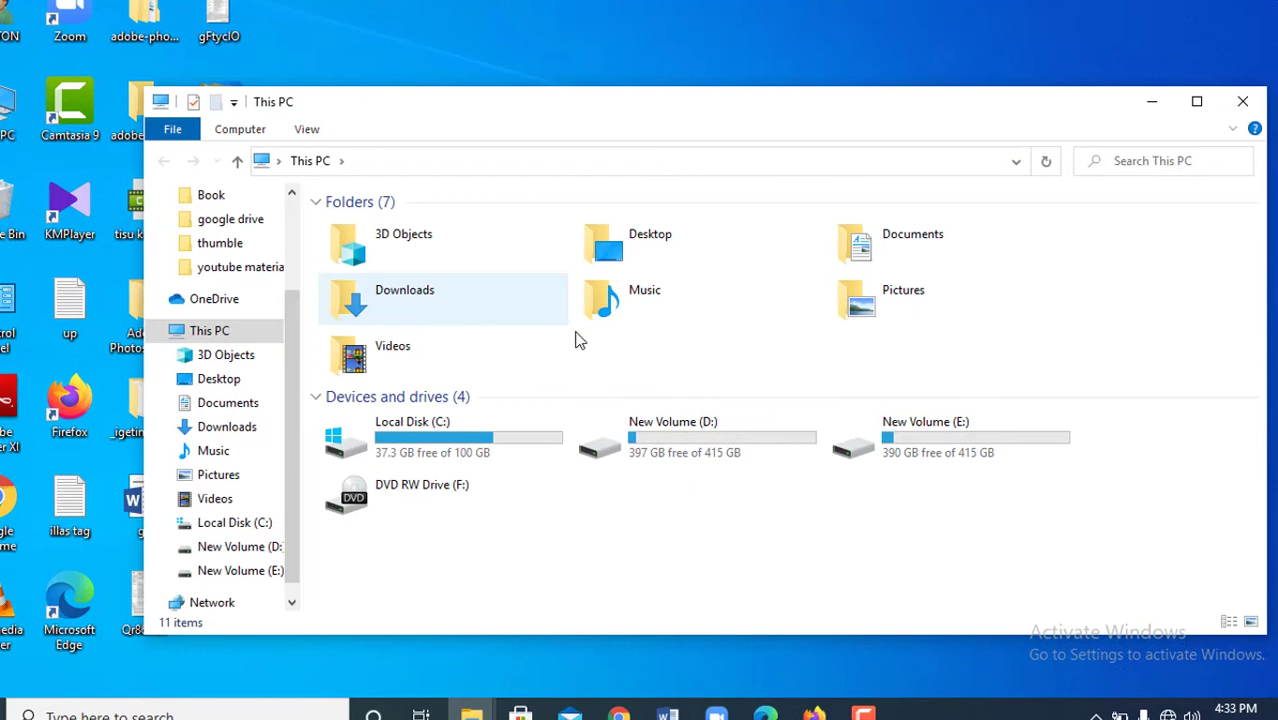 TON
Zoom
adobe-pho...
gFtyclO
This PC
File
Computer
View
This PC
Search This PC
PC
Camtasia 9
adobe
Book
google drive
thumble
youtube materia
OneDrive
This PC
3D Objects
Desktop
Documents
Downloads
Music
Pictures
Videos
Local Disk (C:)
New Volume (D:)
New Volume (E:)
Network
Folders (7)
3D Objects
Desktop
Documents
Downloads
Music
Pictures
Videos
Devices and drives (4)
Local Disk (C:)
37.3 GB free of 100 GB
New Volume (D:)
397 GB free of 415 GB
New Volume (E:)
390 GB free of 415 GB
DVD
DVD RW Drive (F:)
11 items
Bin
KMPlayer
tisu k
up
Photos
Firefox
_igetin
illas tag
Microsoft
Edge
Activate Windows
Go to Settings to activate Windows.
Type here to search
4:33 PM